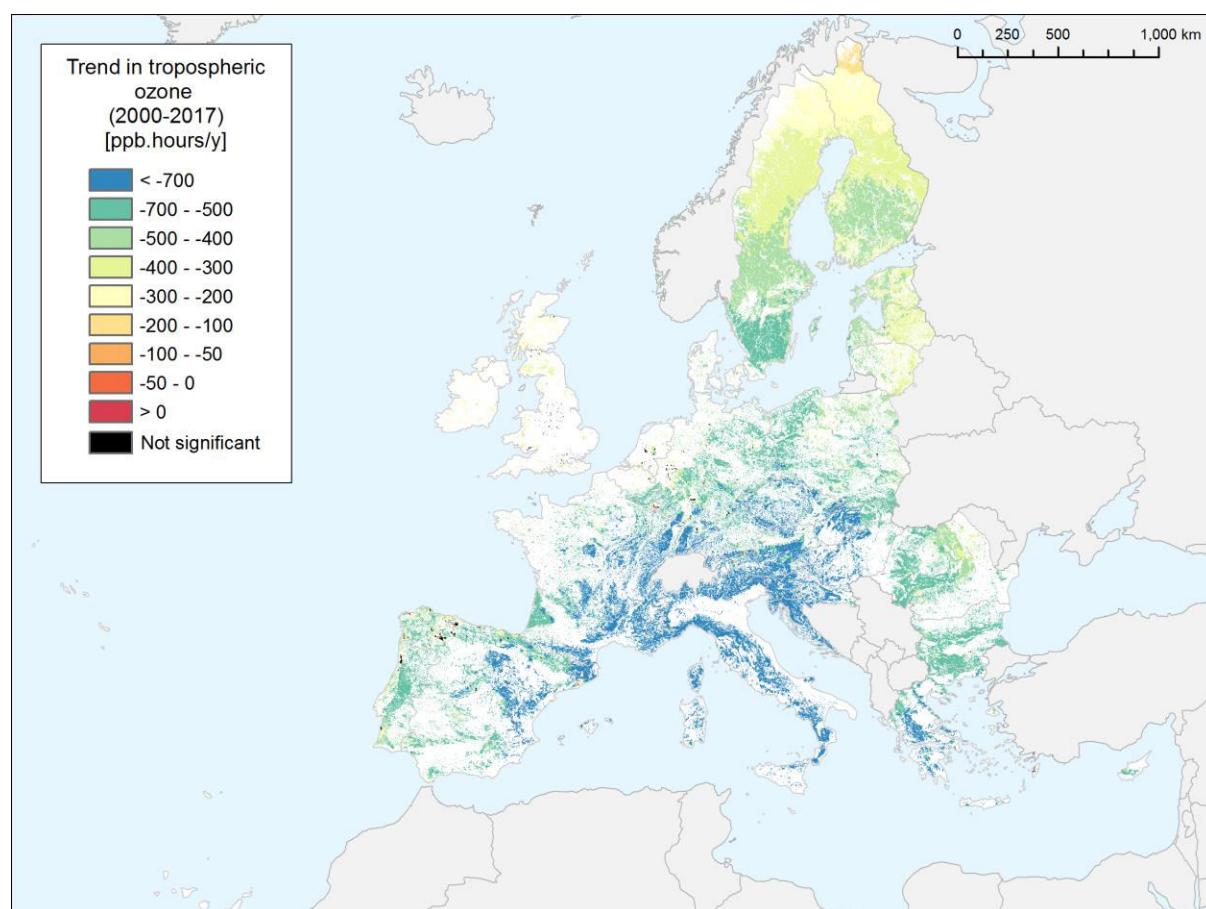 Trend in tropospheric
ozone
(2000-2017)
[ppb.hours/y]
< -700
-700 - -500
-500 - -400
-400 - -300
-300 - -200
-200 - -100
-100 - -50
-50 - 0
> 0
Not significant
0 250 500 1,000 km